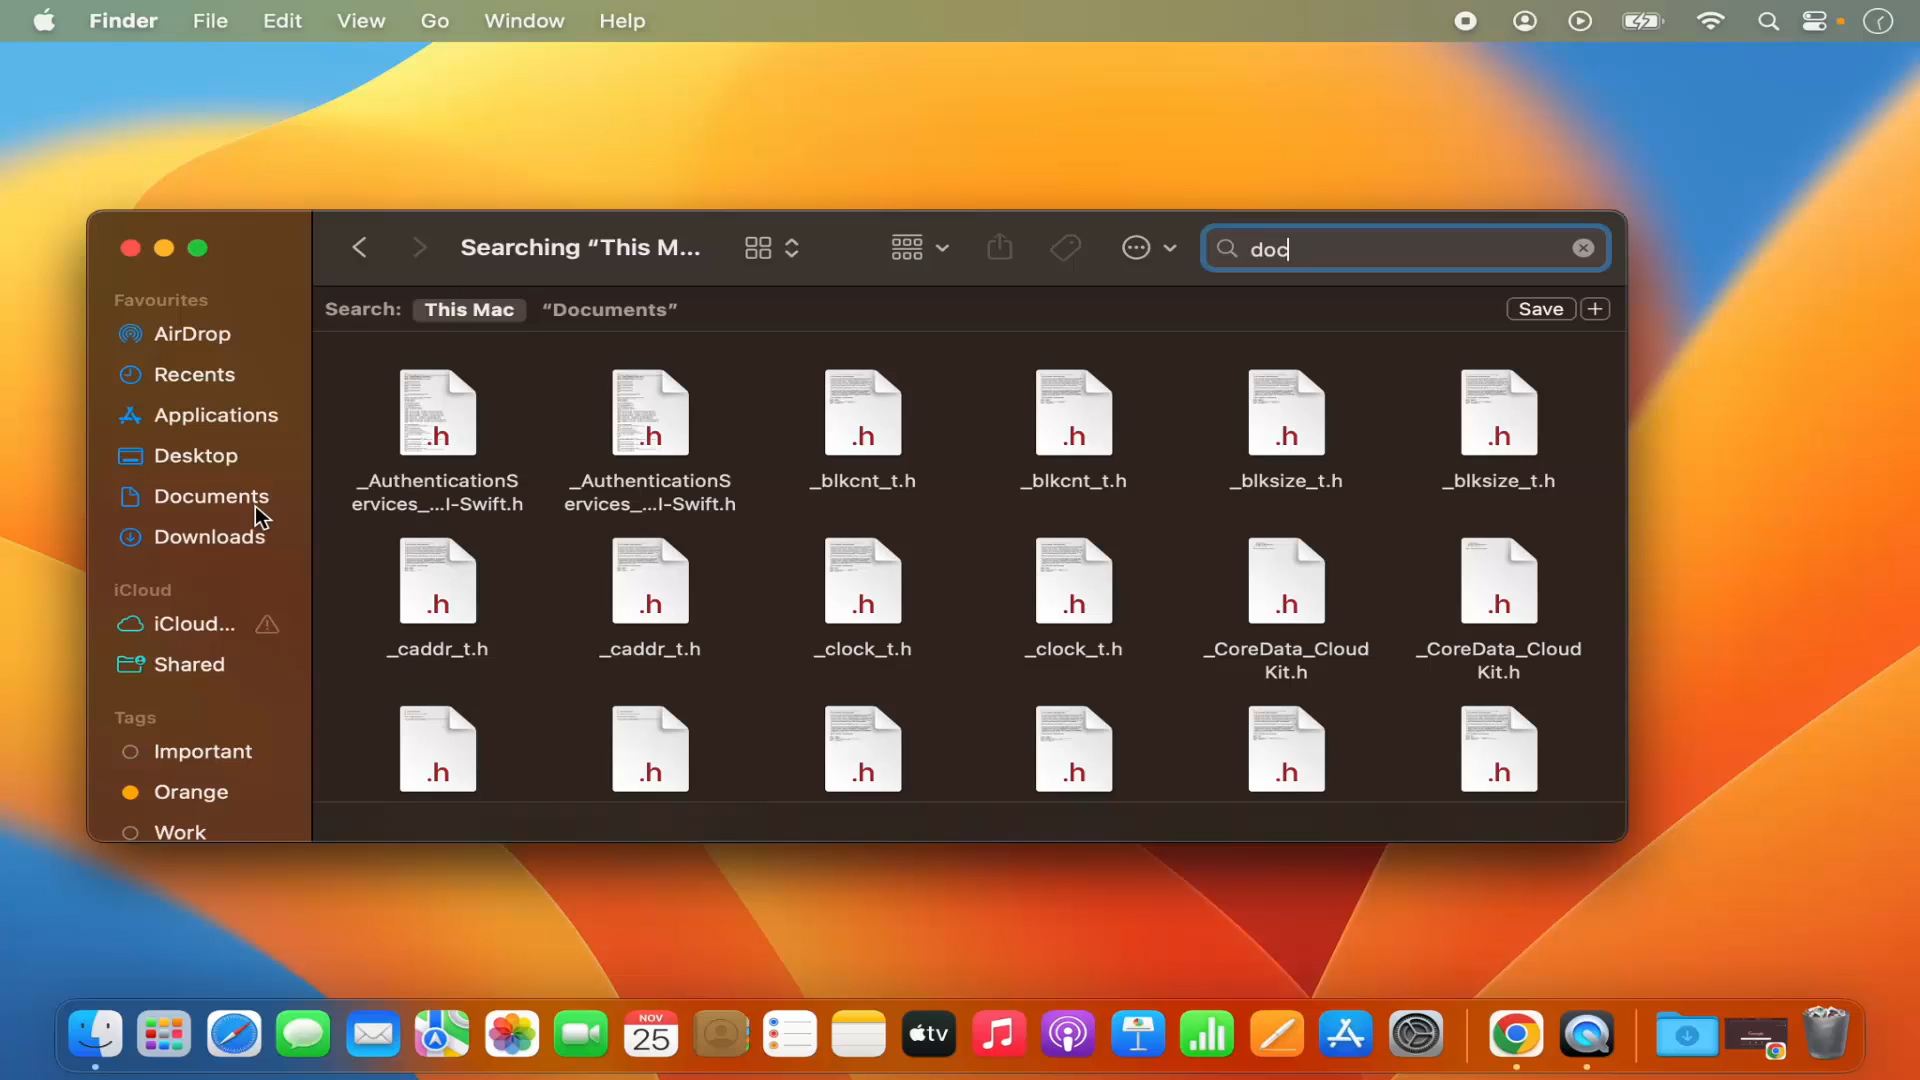 Finder File Edit View Go Window Help
Searching “This M...
doc
Search: This Mac “Documents” Save +
Favourites
AirDrop
Recents
Applications
Desktop
Documents
Downloads
iCloud
iCloud...
Shared
Tags
Important
Orange
Work
.h .h .h .h .h .h
_AuthenticationS _AuthenticationS _blkcnt_t.h _blkcnt_t.h _blksize_t.h _blksize_t.h
ervices_...I-Swift.h ervices_...I-Swift.h
.h .h .h .h .h .h
_caddr_t.h _caddr_t.h _clock_t.h _clock_t.h _CoreData_Cloud _CoreData_Cloud
Kit.h Kit.h
.h .h .h .h .h .h
NOV
25
tv